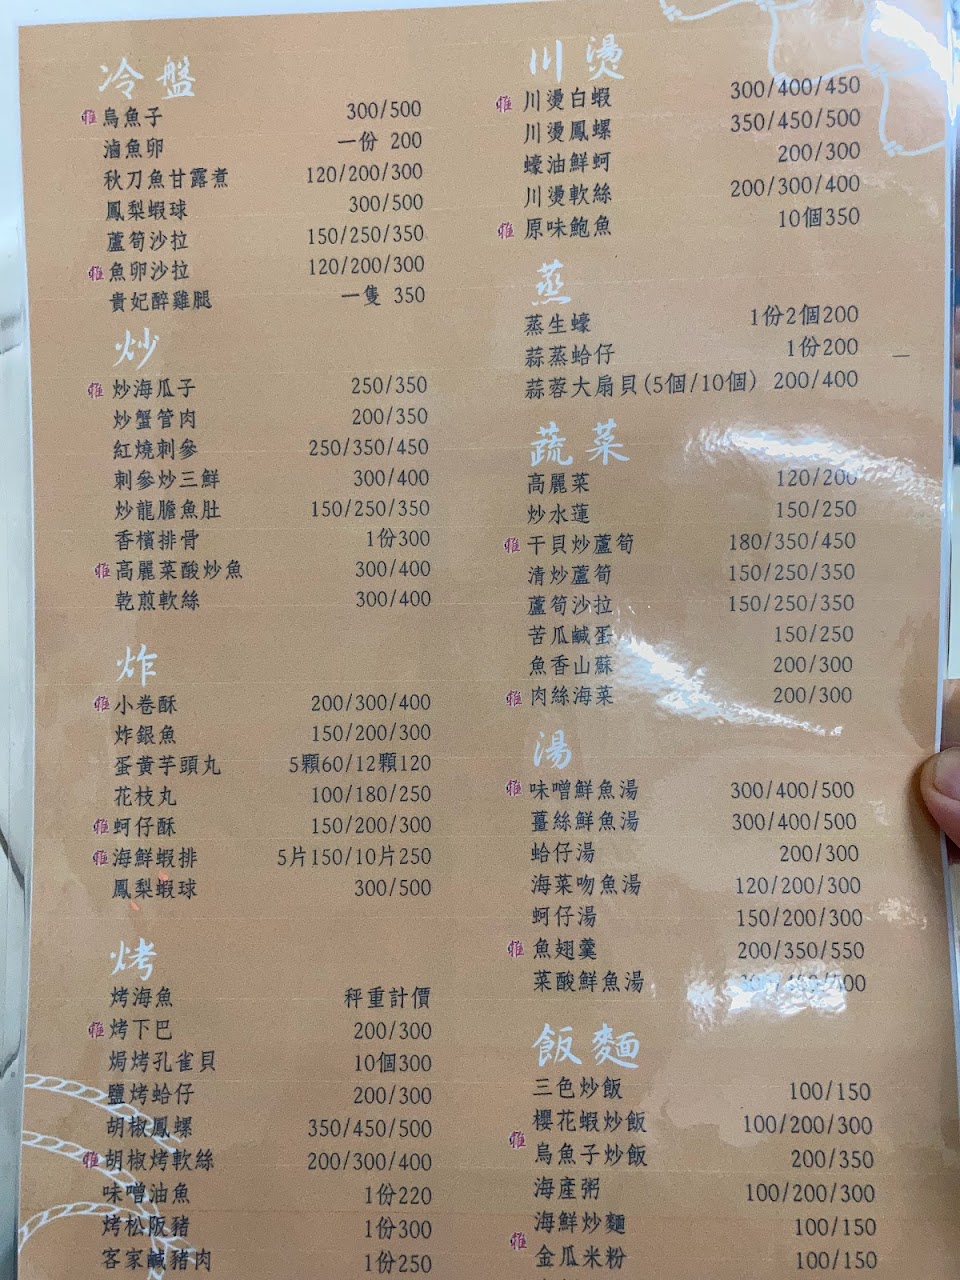 冷盤
雅 烏魚子 300/500
滷魚卵 一份 200
秋刀魚甘露煮 120/200/300
鳳梨蝦球 300/500
蘆筍沙拉 150/250/350
雅 魚卵沙拉 120/200/300
貴妃醉雞腿 一隻 350
炒
雅 炒海瓜子 250/350
炒蟹管肉 200/350
紅燒刺參 250/350/450
刺參炒三鮮 300/400
炒龍膽魚肚 150/250/350
香檳排骨 1份300
雅 高麗菜酸炒魚 300/400
乾煎軟絲 300/400
炸
雅 小卷酥 200/300/400
炸銀魚 150/200/300
蛋黃芋頭丸 5顆60/12顆120
花枝丸 100/180/250
雅 蚵仔酥 150/200/300
雅 海鮮蝦排 5片150/10片250
鳳梨蝦球 300/500
烤
烤海魚 秤重計價
雅 烤下巴 200/300
焗烤孔雀貝 10個300
鹽烤蛤仔 200/300
胡椒鳳螺 350/450/500
雅 胡椒烤軟絲 200/300/400
味噌油魚 1份220
烤松阪豬 1份300
客家鹹豬肉 1份250
川燙
雅 川燙白蝦 300/400/450
川燙鳳螺 350/450/500
蠔油鮮蚵 200/300
川燙軟絲 200/300/400
雅 原味鮑魚 10個350
蒸
蒸生蠔 1份2個200
蒜蒸蛤仔 1份200
蒜蓉大扇貝(5個/10個) 200/400
蔬菜
高麗菜 120/200
炒水蓮 150/250
雅 干貝炒蘆筍 180/350/450
清炒蘆筍 150/250/350
蘆筍沙拉 150/250/350
苦瓜鹹蛋 150/250
魚香山蘇 200/300
雅 肉絲海菜 200/300
湯
雅 味噌鮮魚湯 300/400/500
薑絲鮮魚湯 300/400/500
蛤仔湯 200/300
海菜吻魚湯 120/200/300
蚵仔湯 150/200/300
雅 魚翅羹 200/350/550
菜酸鮮魚湯
飯麵
三色炒飯 100/150
櫻花蝦炒飯 100/200/300
雅 烏魚子炒飯 200/350
海產粥 100/200/300
海鮮炒麵 100/150
雅 金瓜米粉 100/150